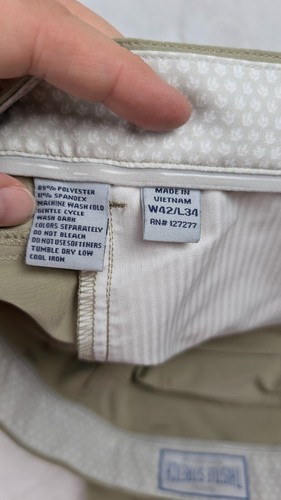 89% POLYESTER
11% SPANDEX
MACHINE WASH COLD
GENTLE CYCLE
WASH DARK
COLORS SEPARATELY
DO NOT BLEACH
DO NOT USE SOFTENERS
TUMBLE DRY LOW
COOL IRON
MADE IN
VIETNAM
W42/L34
RN# 127277